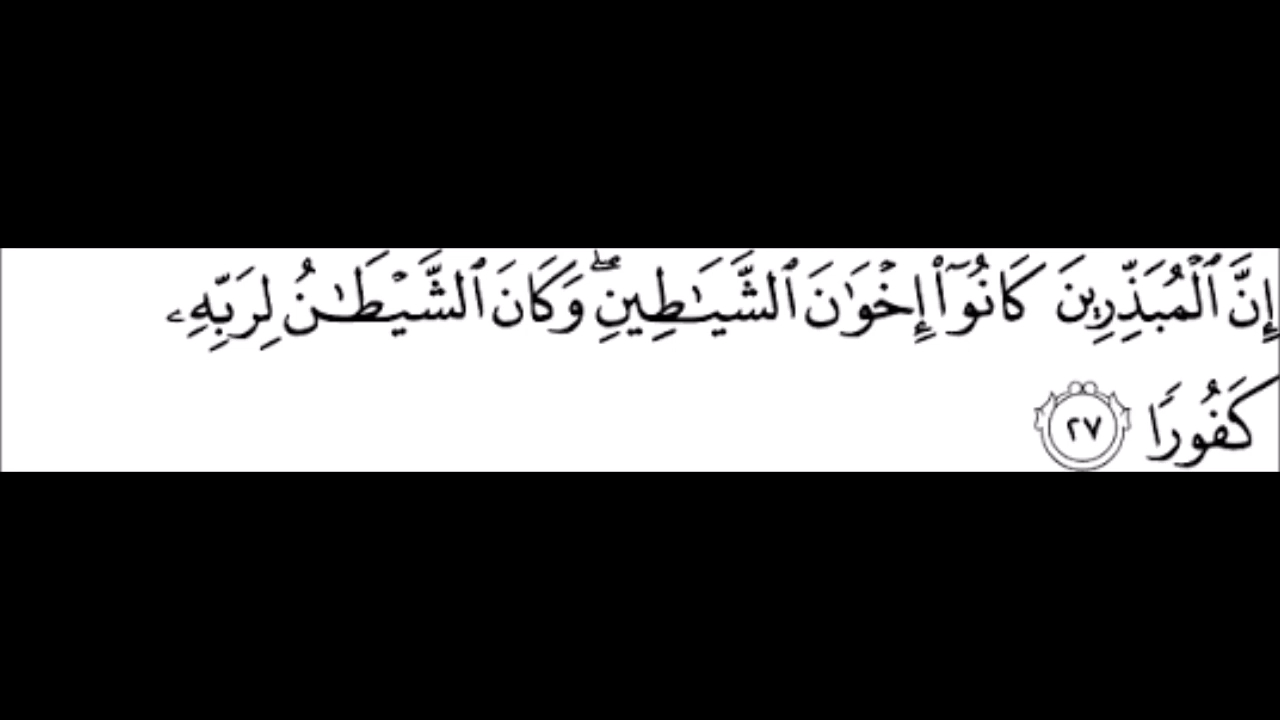 إِنَّ ٱلْمُبَذِّرِينَ كَانُوٓا۟ إِخْوَٰنَ ٱلشَّيَـٰطِينِ ۖ وَكَانَ ٱلشَّيْطَـٰنُ لِرَبِّهِۦ
كَفُورًا ٢٧